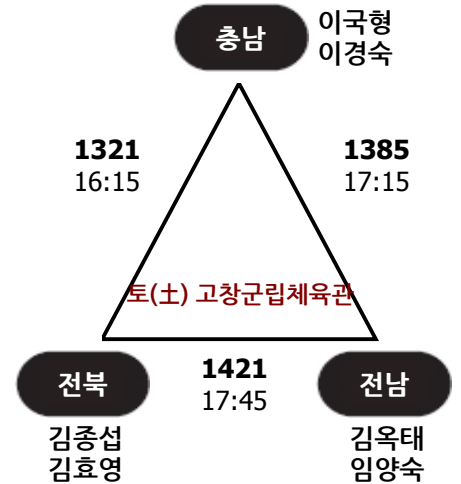 충남
이국형
이경숙
1321
16:15
1385
17:15
토(土) 고창군립체육관
전북
1421
17:45
전남
김종섭
김효영
김옥태
임양숙